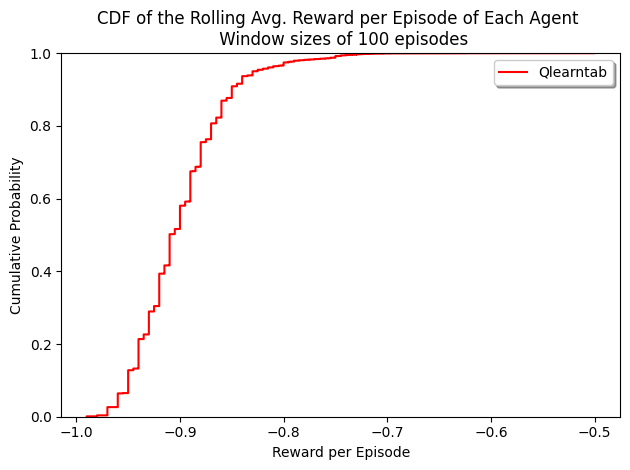 CDF of the Rolling Avg. Reward per Episode of Each Agent
Window sizes of 100 episodes
Qlearntab
1.0
0.8
0.6
0.4
0.2
0.0
Cumulative Probability
−1.0 −0.9 −0.8 −0.7 −0.6 −0.5
Reward per Episode